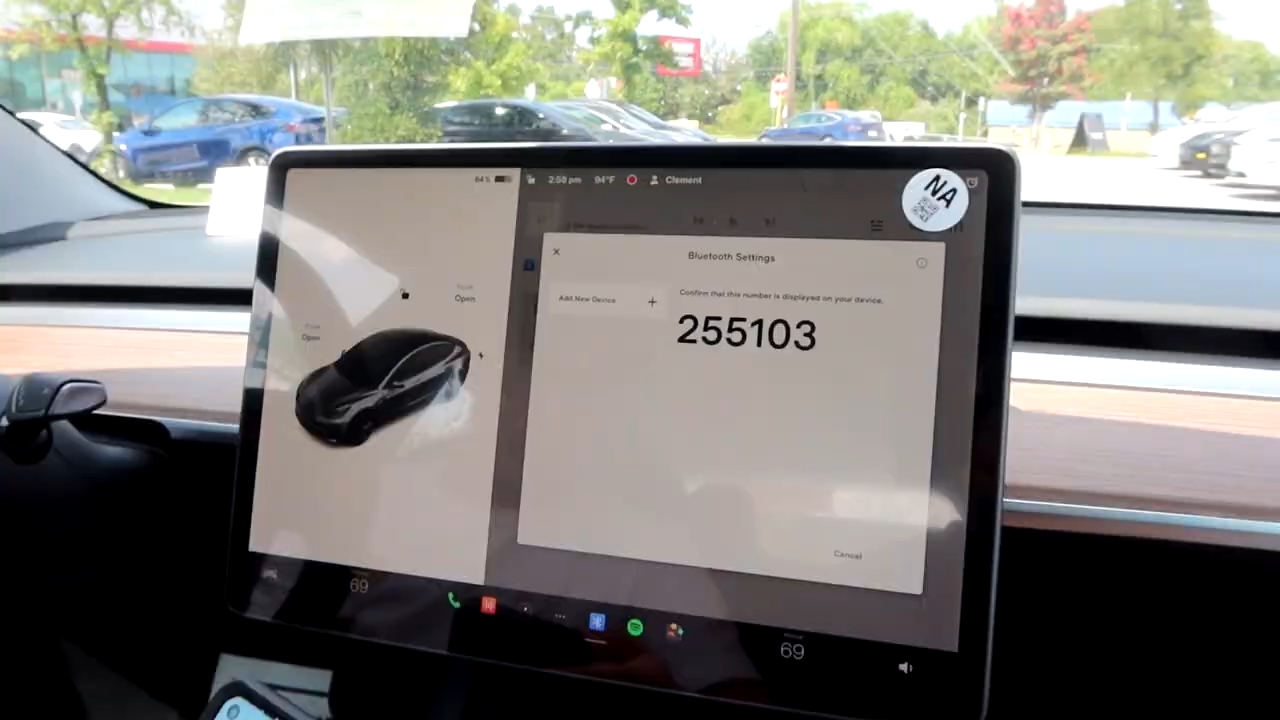 64 %
2:58 pm
94°F
Clement
NA
Bluetooth Settings
Add New Device +
Confirm that this number is displayed on your device.
255103
Open
Open
Cancel
69
69